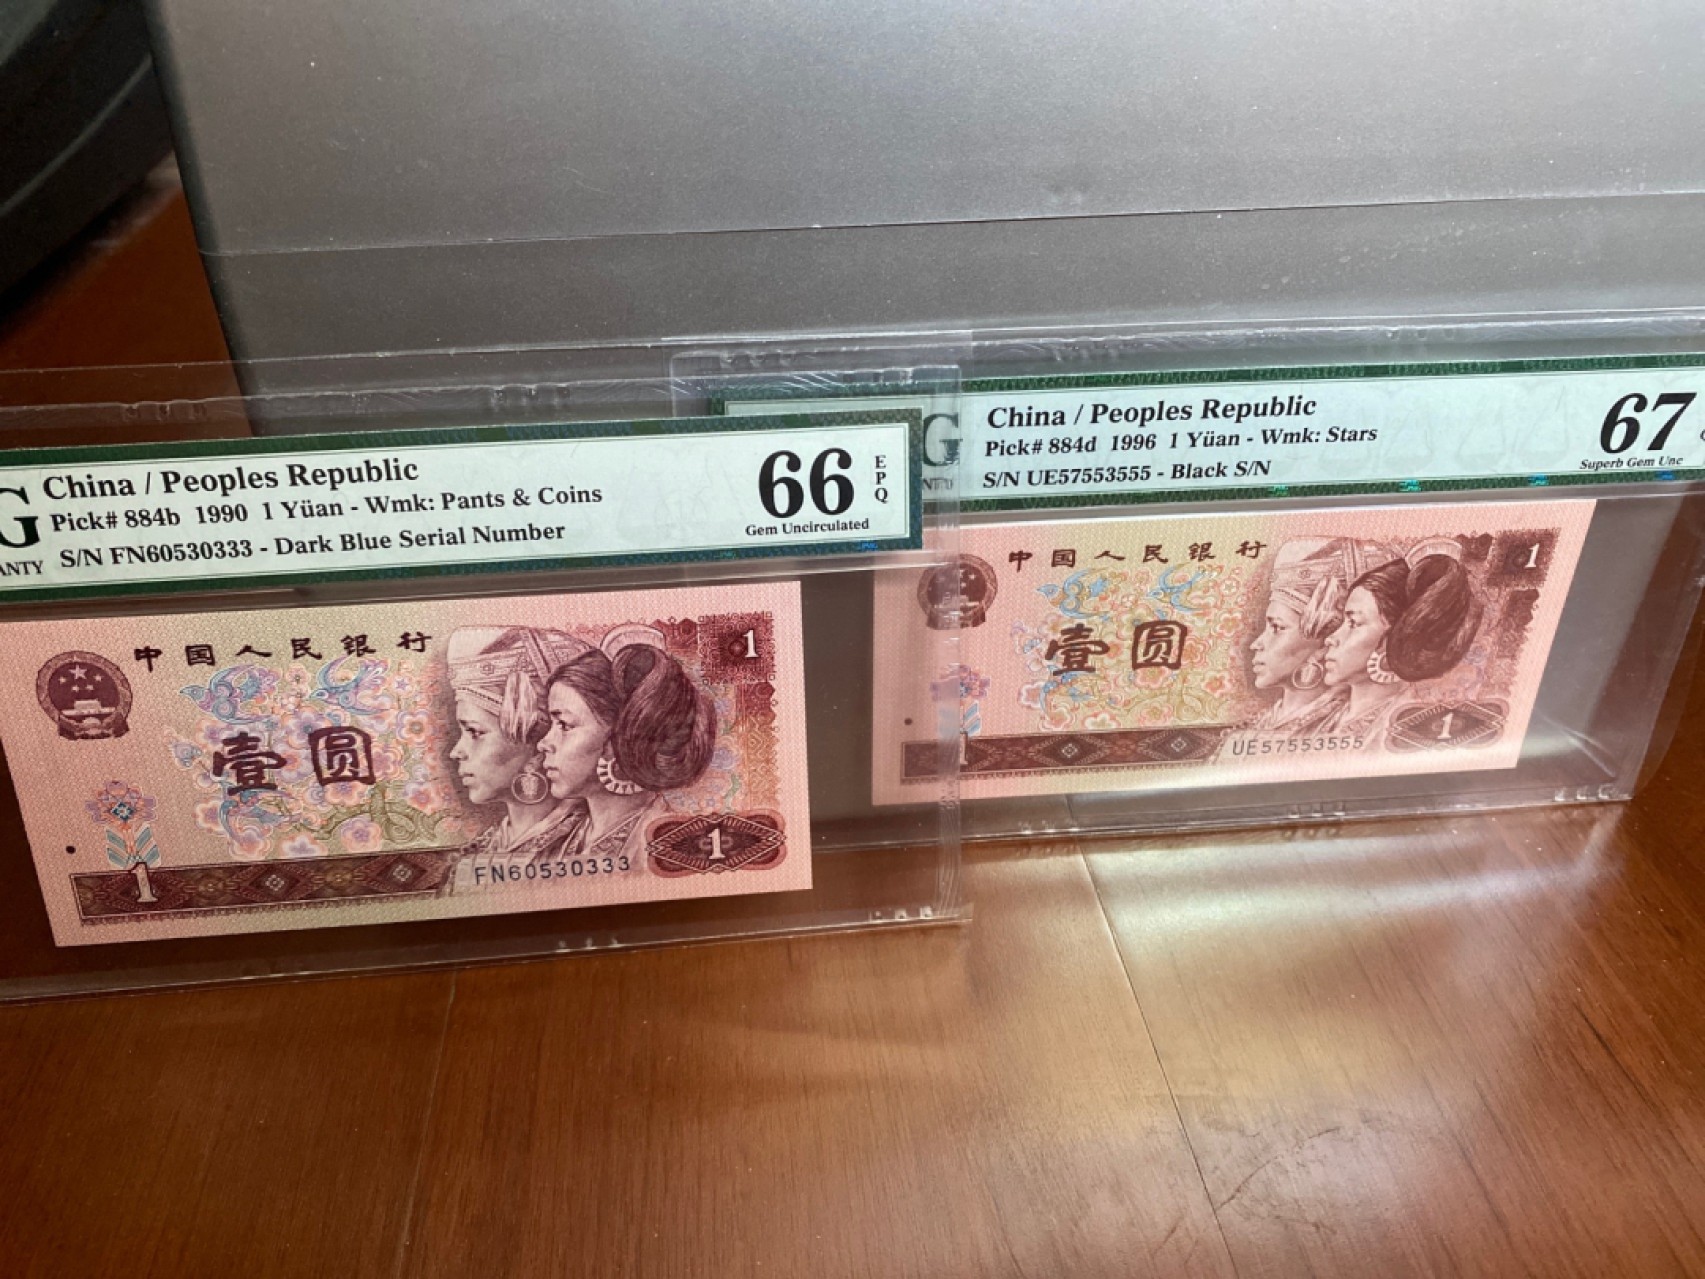 China / Peoples Republic
Pick# 884b 1990 1 Yüan - Wmk: Pants & Coins
S/N FN60530333 - Dark Blue Serial Number
66
EPQ
Gem Uncirculated
G
ANTY
中国人民银行
1
壹圆
1
1
FN60530333
G
China / Peoples Republic
Pick# 884d 1996 1 Yüan - Wmk: Stars
S/N UE57553555 - Black S/N
67
Superb Gem Unc
中国人民银行
1
壹圆
1
1
UE57553555